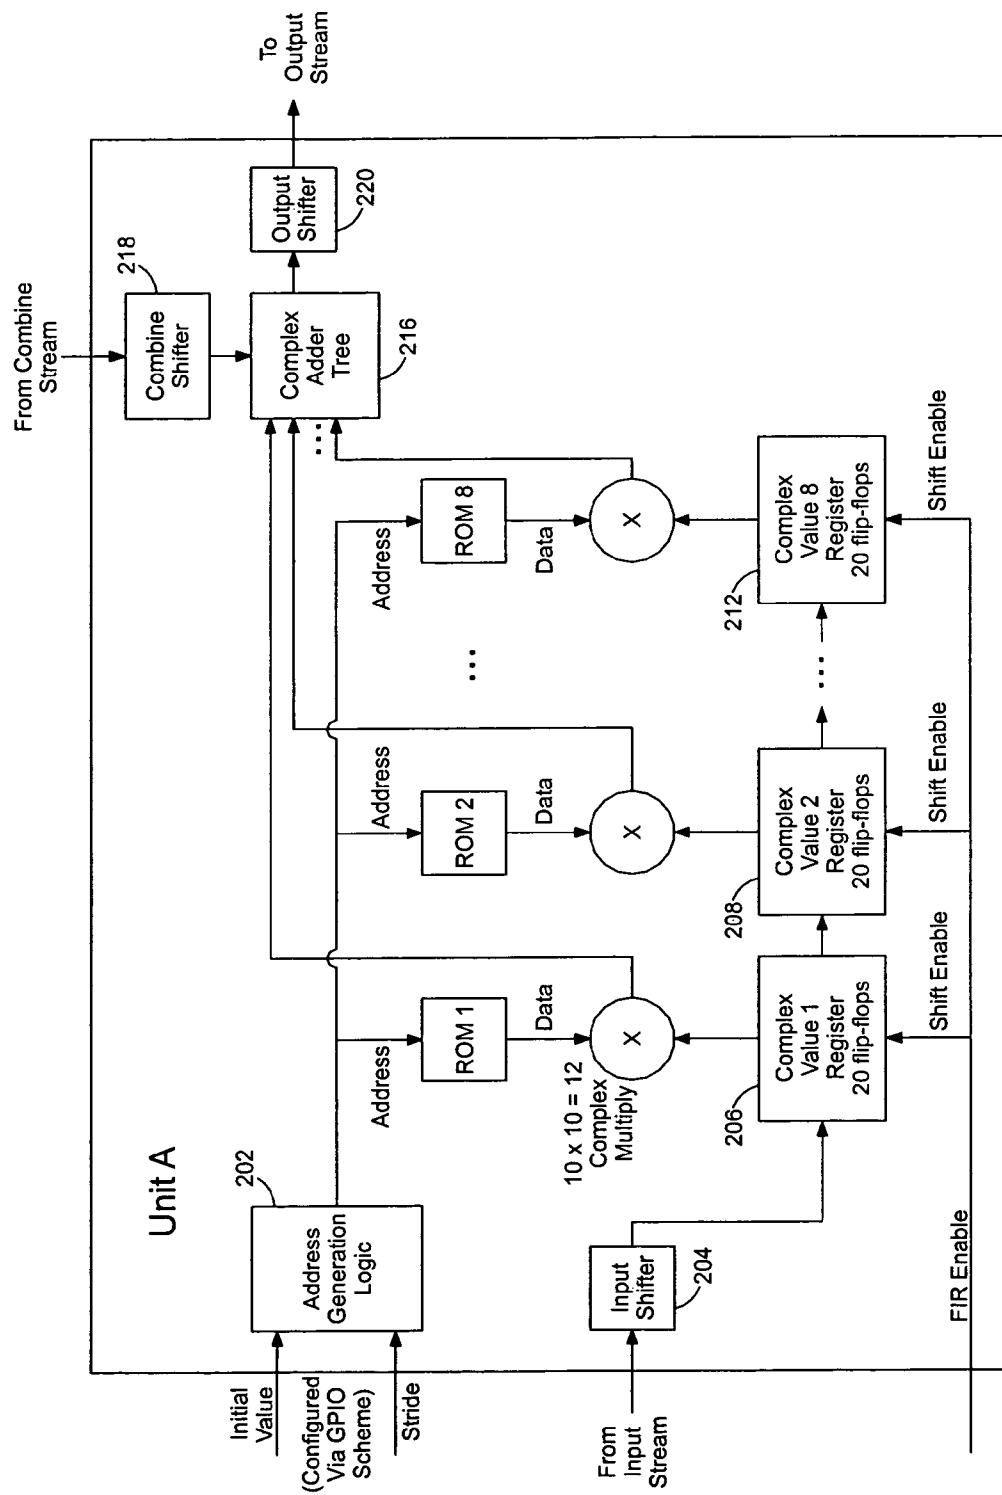 Unit A
From Combine
Stream
218
Combine
Shifter
Initial
Value
(Configured
Via GPIO
Scheme)
Stride
202
Address
Generation
Logic
Complex
Adder
Tree
216
Output
Shifter
220
To
Output
Stream
...
Address
ROM 1
Data
Address
ROM 2
Data
...
Address
ROM 8
Data
10 x 10 = 12
Complex
Multiply
X
X
X
From
Input
Stream
Input
Shifter
204
206
Complex
Value 1
Register
20 flip-flops
208
Complex
Value 2
Register
20 flip-flops
...
212
Complex
Value 8
Register
20 flip-flops
FIR Enable
Shift Enable
Shift Enable
Shift Enable